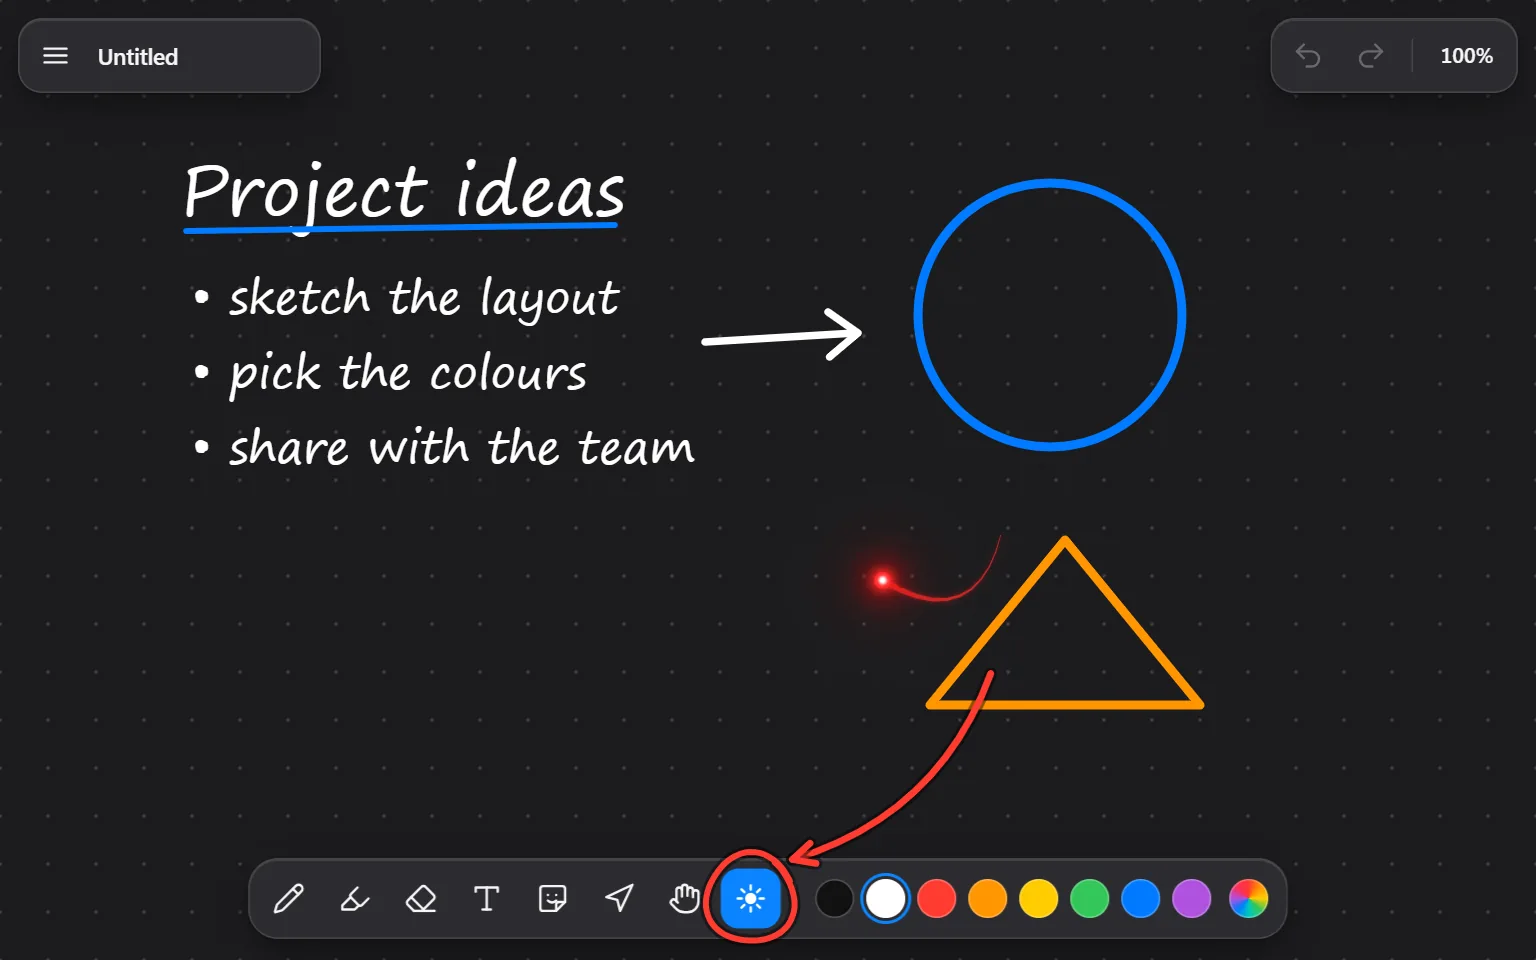 Untitled
100%
Project ideas
• sketch the layout
• pick the colours
• share with the team